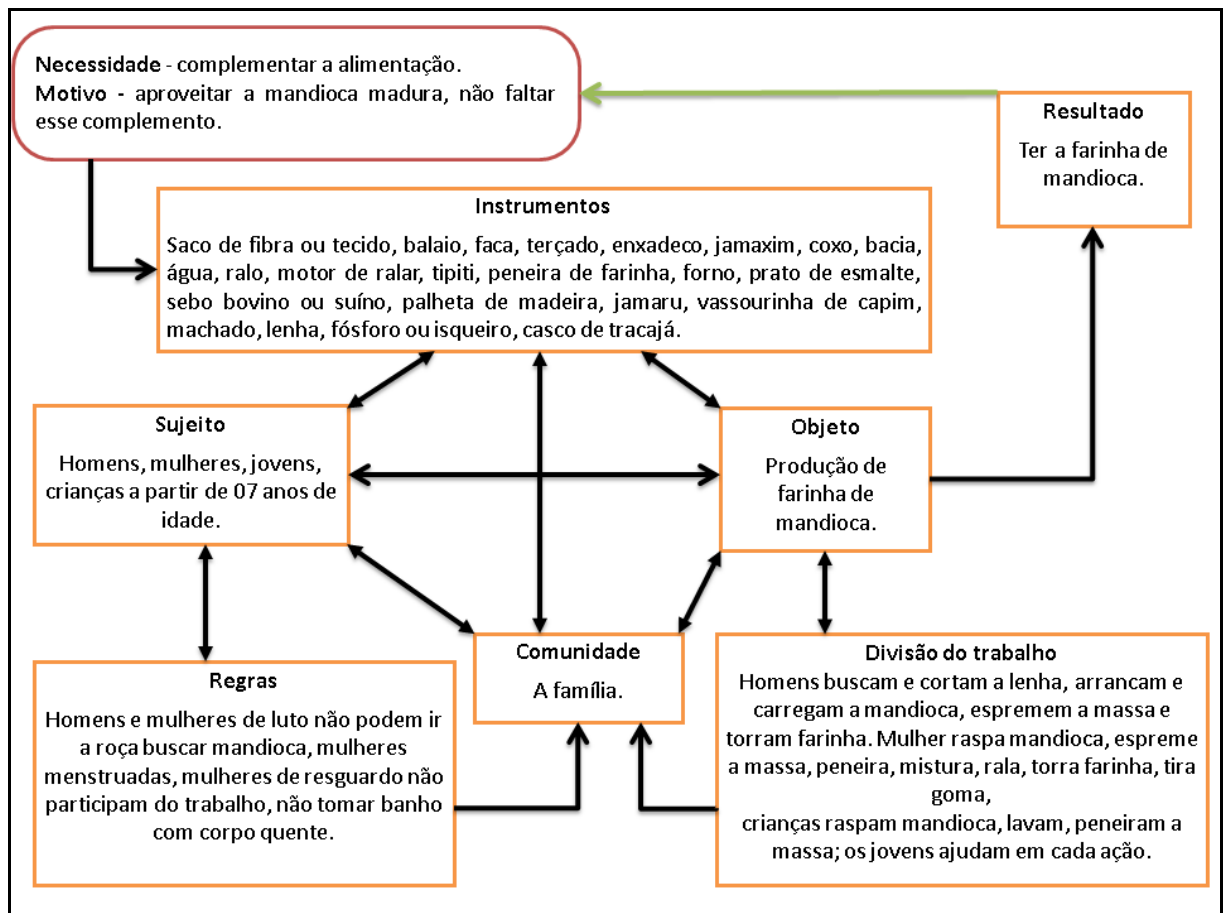 Necessidade - complementar a alimentação.
Motivo - aproveitar a mandioca madura, não faltar
esse complemento.
Resultado
Ter a farinha de
mandioca.
Instrumentos
Saco de fibra ou tecido, balaio, faca, terçado, enxadeco, jamaxim, coxo, bacia,
água, ralo, motor de ralar, tipiti, peneira de farinha, forno, prato de esmalte,
sebo bovino ou suíno, palheta de madeira, jamaru, vassourinha de capim,
machado, lenha, fósforo ou isqueiro, casco de tracajá.
Sujeito
Homens, mulheres, jovens,
crianças a partir de 07 anos de
idade.
Objeto
Produção de
farinha de
mandioca.
Comunidade
A família.
Regras
Homens e mulheres de luto não podem ir
a roça buscar mandioca, mulheres
menstruadas, mulheres de resguardo não
participam do trabalho, não tomar banho
com corpo quente.
Divisão do trabalho
Homens buscam e cortam a lenha, arrancam e
carregam a mandioca, espremem a massa e
torram farinha. Mulher raspa mandioca, espreme
a massa, peneira, mistura, rala, torra farinha, tira
goma,
crianças raspam mandioca, lavam, peneiram a
massa; os jovens ajudam em cada ação.